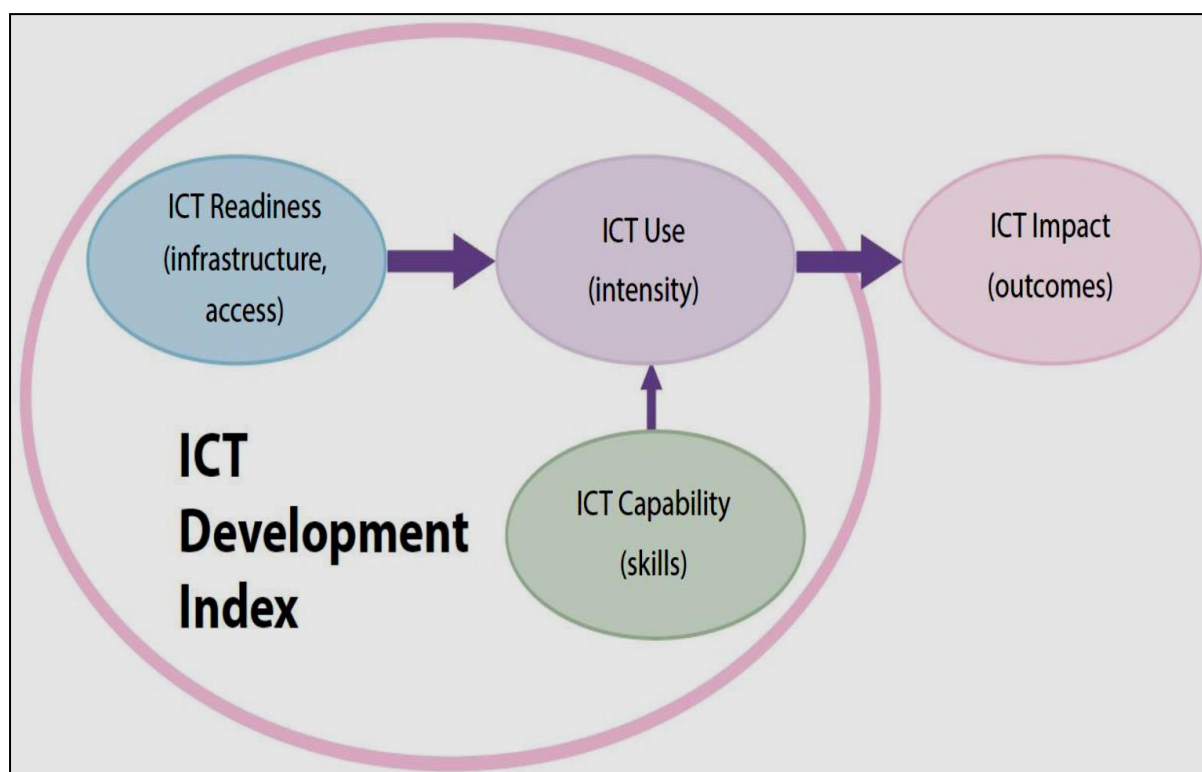 ICT Readiness
(infrastructure,
access)
ICT Use
(intensity)
ICT Impact
(outcomes)
ICT Capability
(skills)
ICT
Development
Index